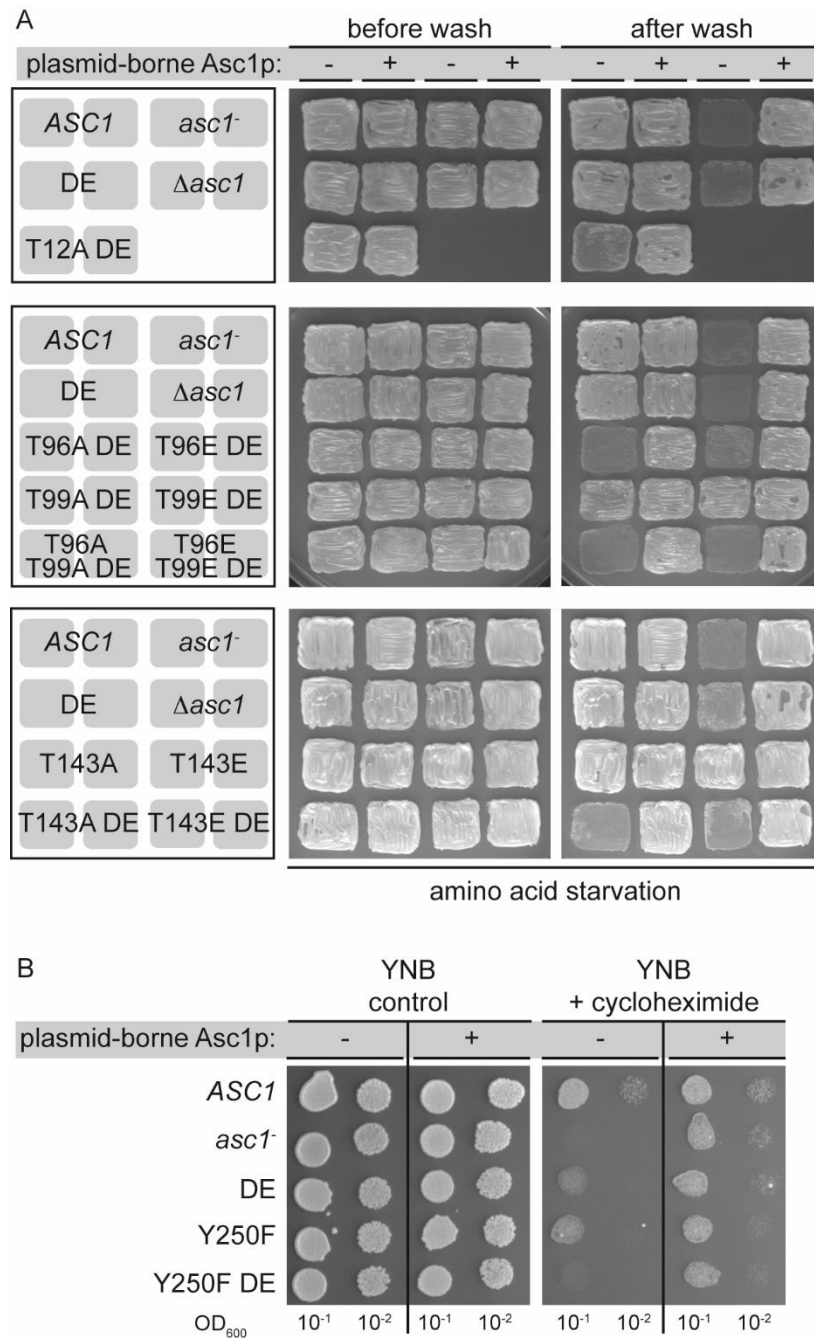 A
before wash after wash
plasmid-borne Asc1p: - + - + - + - +
ASC1 asc1-
DE Δasc1
T12A DE
ASC1 asc1-
DE Δasc1
T96A DE T96E DE
T99A DE T99E DE
T96A T96E
T99A DE T99E DE
ASC1 asc1-
DE Δasc1
T143A T143E
T143A DE T143E DE
amino acid starvation
B
YNB YNB
control + cycloheximide
plasmid-borne Asc1p: - + - +
ASC1
asc1-
DE
Y250F
Y250F DE
OD600 10-1 10-2 10-1 10-2 10-1 10-2 10-1 10-2